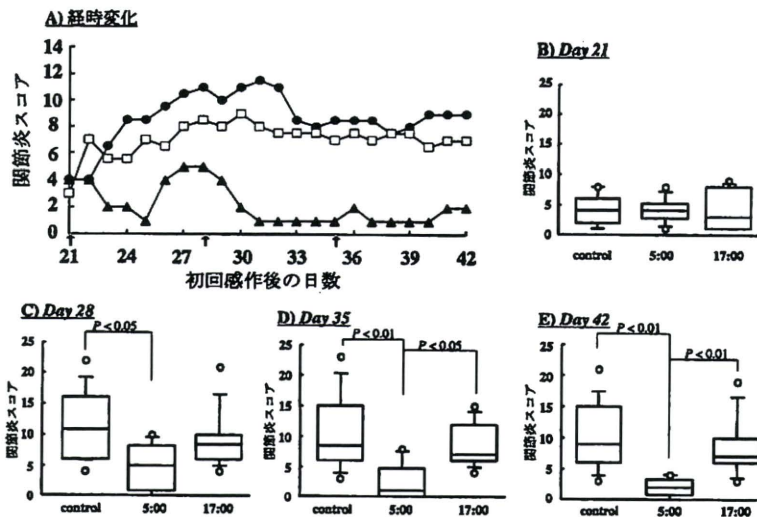 A) 経時変化
関節炎スコア
14
12
10
8
6
4
2
0
21 24 27 30 33 36 39 42
初回感作後の日数
B) Day 21
関節炎スコア
25
20
15
10
5
0
control 5:00 17:00
C) Day 28
P < 0.05
関節炎スコア
25
20
15
10
5
0
control 5:00 17:00
D) Day 35
P < 0.01
P < 0.05
関節炎スコア
25
20
15
10
5
0
control 5:00 17:00
E) Day 42
P < 0.01
P < 0.01
関節炎スコア
25
20
15
10
5
0
control 5:00 17:00